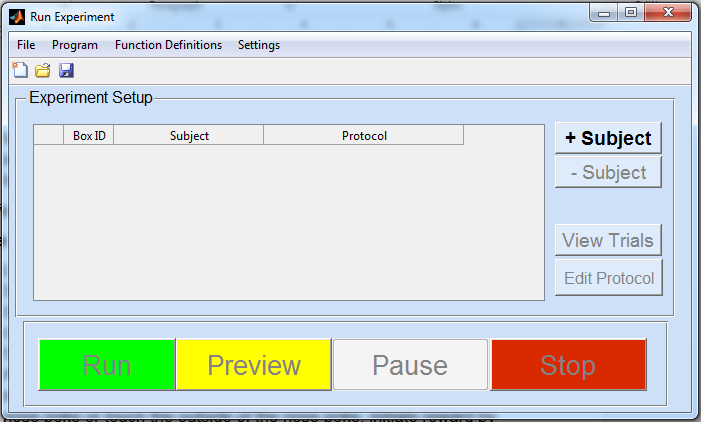 Run Experiment
File Program Function Definitions Settings
Experiment Setup
Box ID Subject Protocol
+ Subject
- Subject
View Trials
Edit Protocol
Run Preview Pause Stop